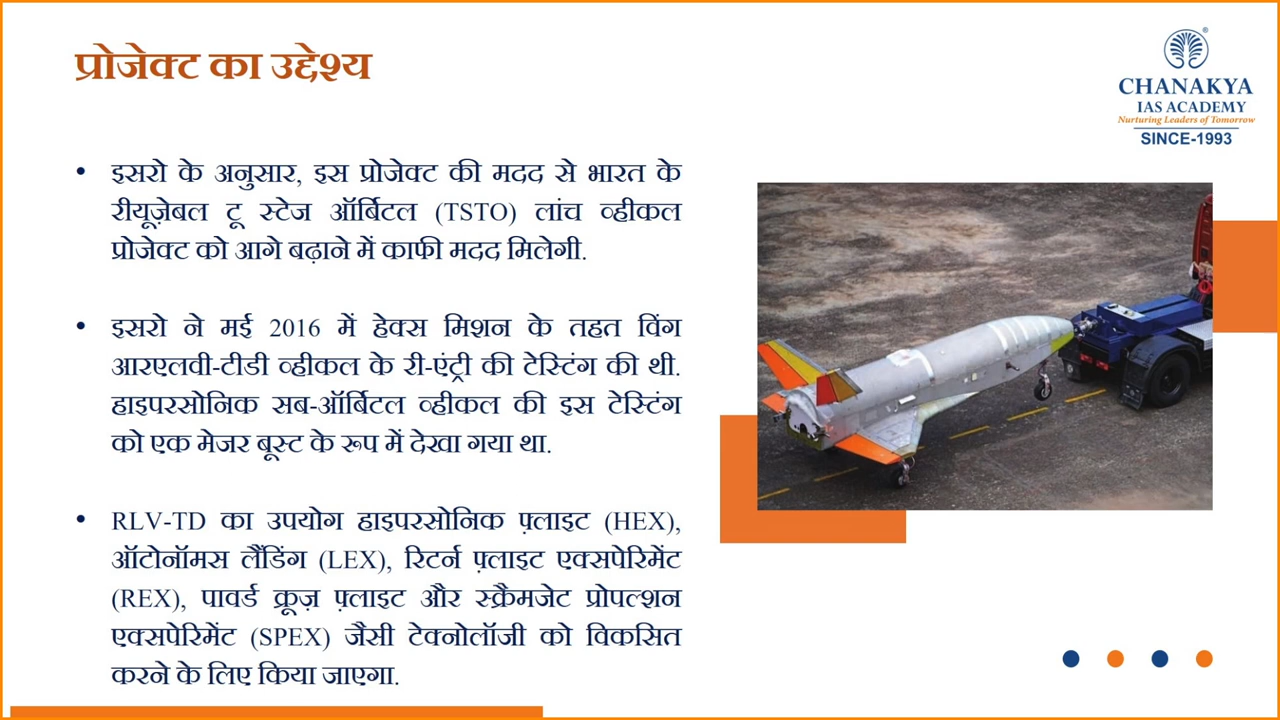 प्रोजेक्ट का उद्देश्य
CHANAKYA
IAS ACADEMY
Nurturing Leaders of Tomorrow
SINCE-1993
• इसरो के अनुसार, इस प्रोजेक्ट की मदद से भारत के
रीयूज़ेबल टू स्टेज ऑर्बिटल (TSTO) लांच व्हीकल
प्रोजेक्ट को आगे बढ़ाने में काफी मदद मिलेगी.
• इसरो ने मई 2016 में हेक्स मिशन के तहत विंग
आरएलवी-टीडी व्हीकल के री-एंट्री की टेस्टिंग की थी.
हाइपरसोनिक सब-ऑर्बिटल व्हीकल की इस टेस्टिंग
को एक मेजर बूस्ट के रूप में देखा गया था.
• RLV-TD का उपयोग हाइपरसोनिक फ़्लाइट (HEX),
ऑटोनॉमस लैंडिंग (LEX), रिटर्न फ़्लाइट एक्सपेरिमेंट
(REX), पावर्ड क्रूज़ फ़्लाइट और स्क्रैमजेट प्रोपल्शन
एक्सपेरिमेंट (SPEX) जैसी टेक्नोलॉजी को विकसित
करने के लिए किया जाएगा.